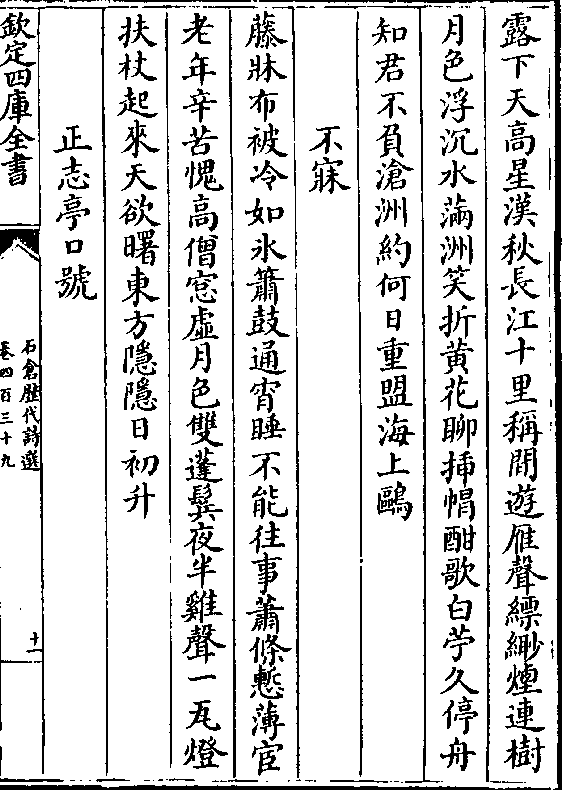 露下天高星漢秋長江十里稱閒遊雁聲縹緲煙連樹
月色浮沉水滿洲笑折黄花聊揷帽酣歌白苧久停舟
知君不負滄洲約何日重盟海上鷗
不寐
藤牀布被冷如氷簫鼓通宵睡不能往事蕭條慙薄宦
老年辛苦愧高僧窓虛月色雙蓬鬢夜半雞聲一瓦燈
扶杖起來天欲曙東方隱隱日初升
正志亭口號
欽定四庫全書
石倉歴代詩選
卷四百三十九
十一